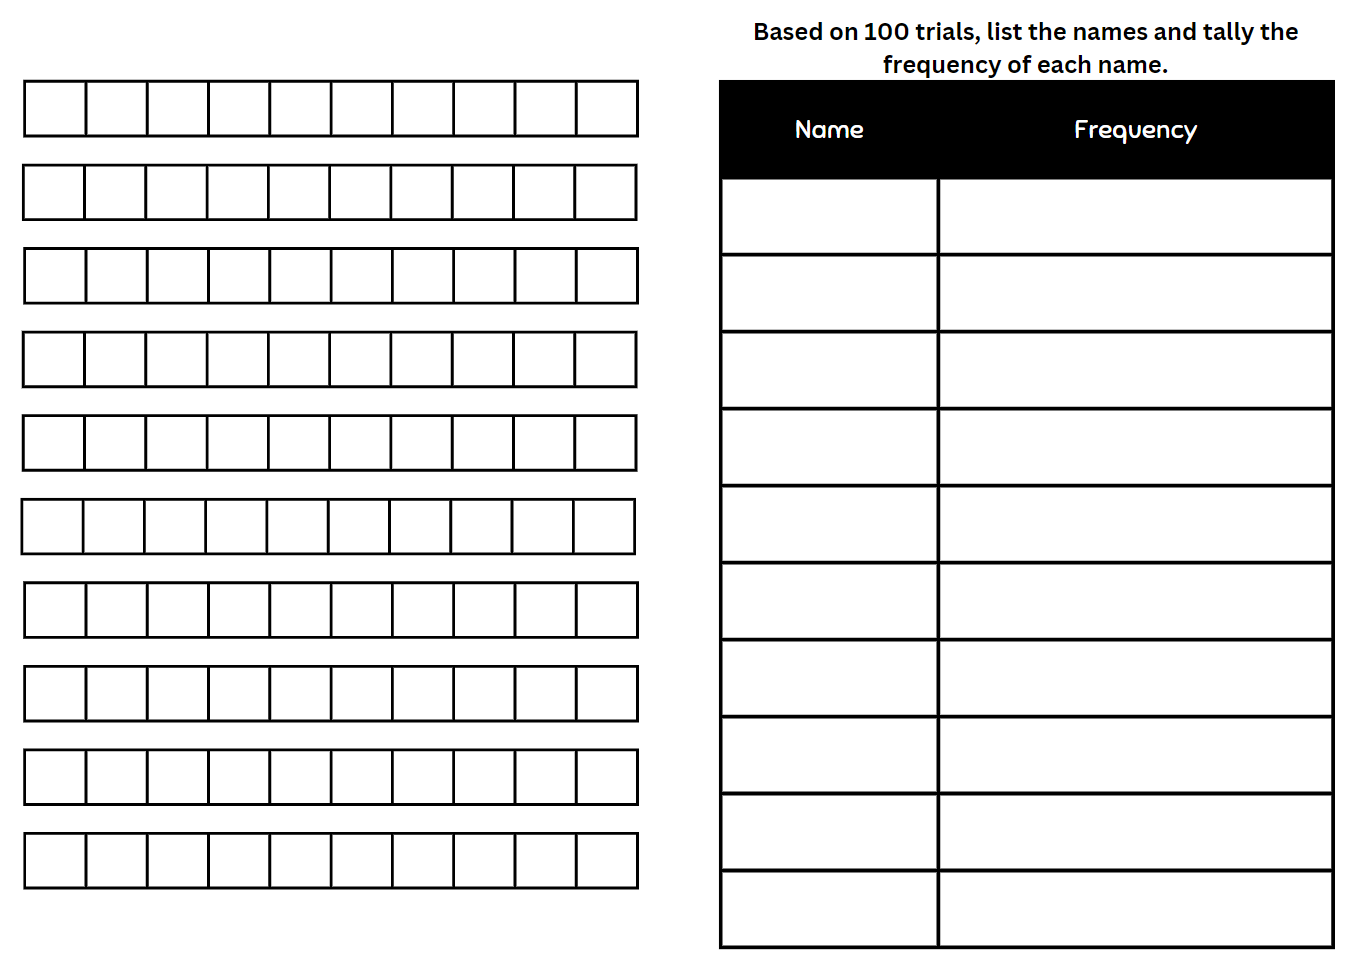 Based on 100 trials, list the names and tally the
frequency of each name.
Name Frequency